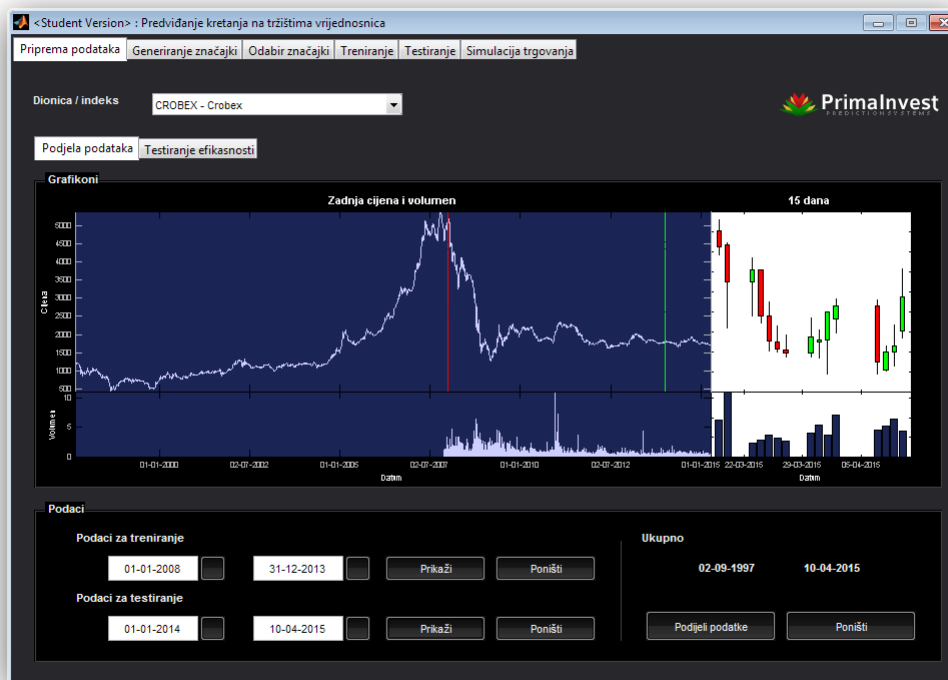 <Student Version> : Predviđanje kretanja na tržištima vrijednosnica
Priprema podataka Generiranje značajki Odabir značajki Treniranje Testiranje Simulacija trgovanja
Dionica / indeks
CROBEX - Crobex
PrimaInvest
PREDICTION SYSTEMS
Podjela podataka Testiranje efikasnosti
Grafikoni
Zadnja cijena i volumen
15 dana
5000
4500
4000
3500
3000
2500
2000
1500
1000
500
Cijena
10
5
0
Volumen
01-01-2000 02-07-2002 01-01-2005 02-07-2007 01-01-2010 02-07-2012 01-01-2015
Datum
22-03-2015 29-03-2015 05-04-2015
Datum
Podaci
Podaci za treniranje
01-01-2008 31-12-2013 Prikaži Poništi
Podaci za testiranje
01-01-2014 10-04-2015 Prikaži Poništi
Ukupno
02-09-1997 10-04-2015
Podijeli podatke Poništi